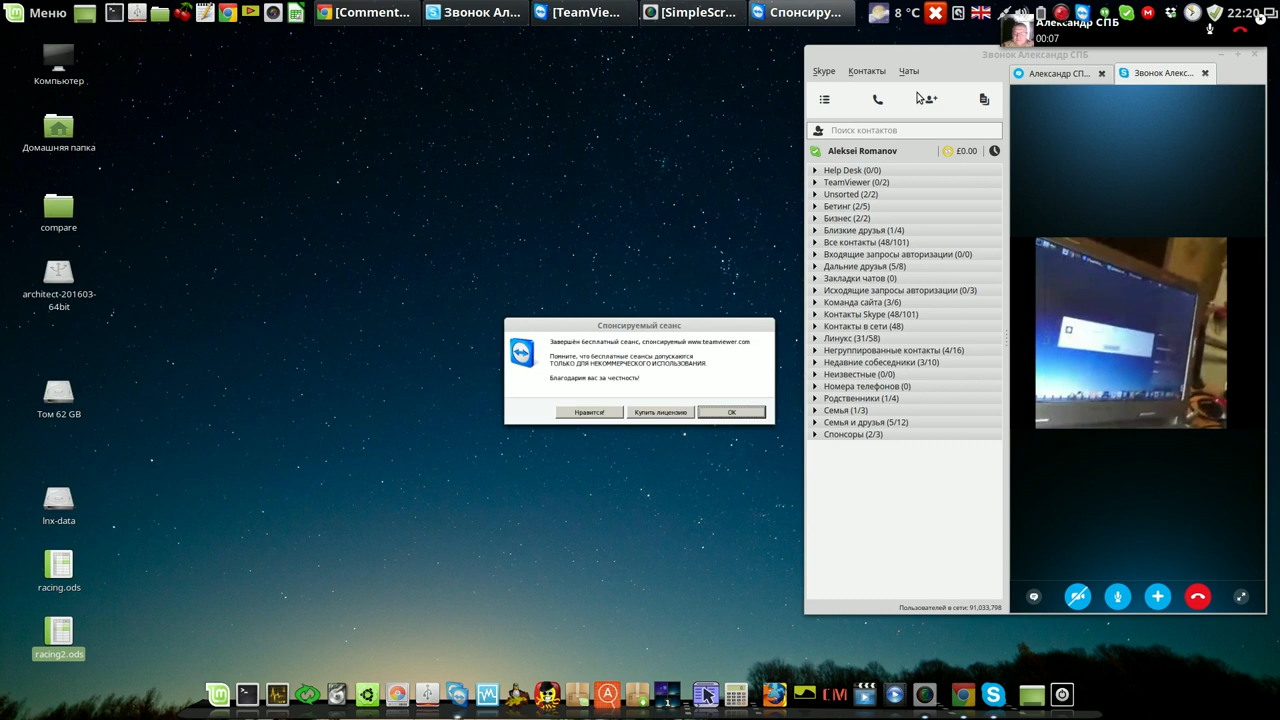 Меню
[Comment...
Звонок Ал...
[TeamVie...
[SimpleSc...
Спонсиру...
8 °C
22:20
Александр СПБ
00:07
Компьютер
Домашняя папка
compare
architect-201603-
64bit
Том 62 GB
lnx-data
racing.ods
racing2.ods
Спонсируемый сеанс
Завершён бесплатный сеанс, спонсируемый www.teamviewer.com
Помните, что бесплатные сеансы допускаются
ТОЛЬКО ДЛЯ НЕКОММЕРЧЕСКОГО ИСПОЛЬЗОВАНИЯ.
Благодарим вас за честность!
Нравится!
Купить лицензию
OK
Звонок Александр СПБ
Skype
Контакты
Чаты
Александр СП...
Звонок Алекс...
Поиск контактов
Aleksei Romanov
£0.00
Help Desk (0/0)
TeamViewer (0/2)
Unsorted (2/2)
Бетинг (2/5)
Бизнес (2/2)
Близкие друзья (1/4)
Все контакты (48/101)
Входящие запросы авторизации (0/0)
Дальние друзья (5/8)
Закладки чатов (0)
Исходящие запросы авторизации (0/3)
Команда сайта (3/6)
Контакты Skype (48/101)
Контакты в сети (48)
Линукс (31/58)
Негруппированные контакты (4/16)
Недавние собеседники (3/10)
Неизвестные (0/0)
Номера телефонов (0)
Родственники (1/4)
Семья (1/3)
Семья и друзья (5/12)
Спонсоры (2/3)
Пользователей в сети: 91,033,798